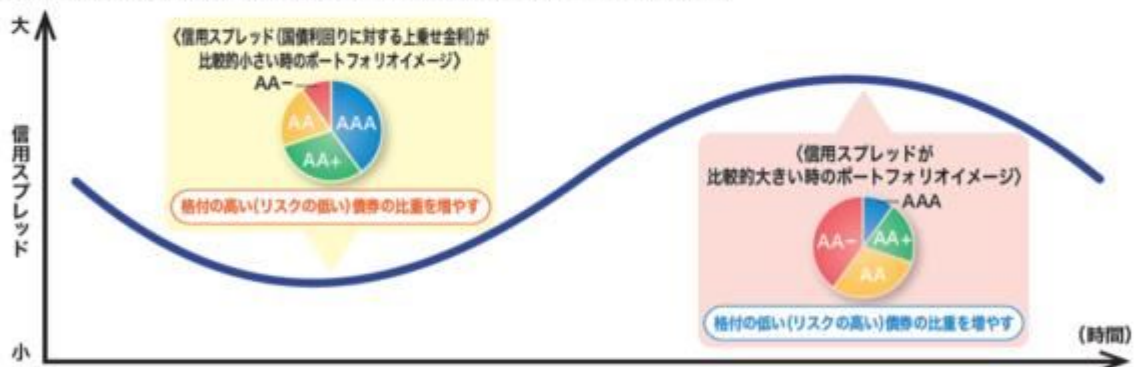 大
信用スプレッド
小
〈信用スプレッド(国債利回りに対する上乗せ金利)が
比較的小さい時のポートフォリオイメージ〉
AA−
AA
AAA
AA+
格付の高い(リスクの低い)債券の比重を増やす
〈信用スプレッドが
比較的大きい時のポートフォリオイメージ〉
AAA
AA−
AA+
AA
格付の低い(リスクの高い)債券の比重を増やす
(時間)